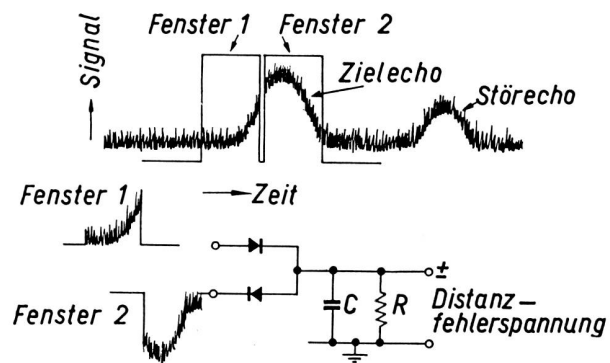 Fenster 1 Fenster 2
Signal
Zielecho
Störecho
Fenster 1
Zeit
Fenster 2
C
R
±
Distanz-
fehlerspannung